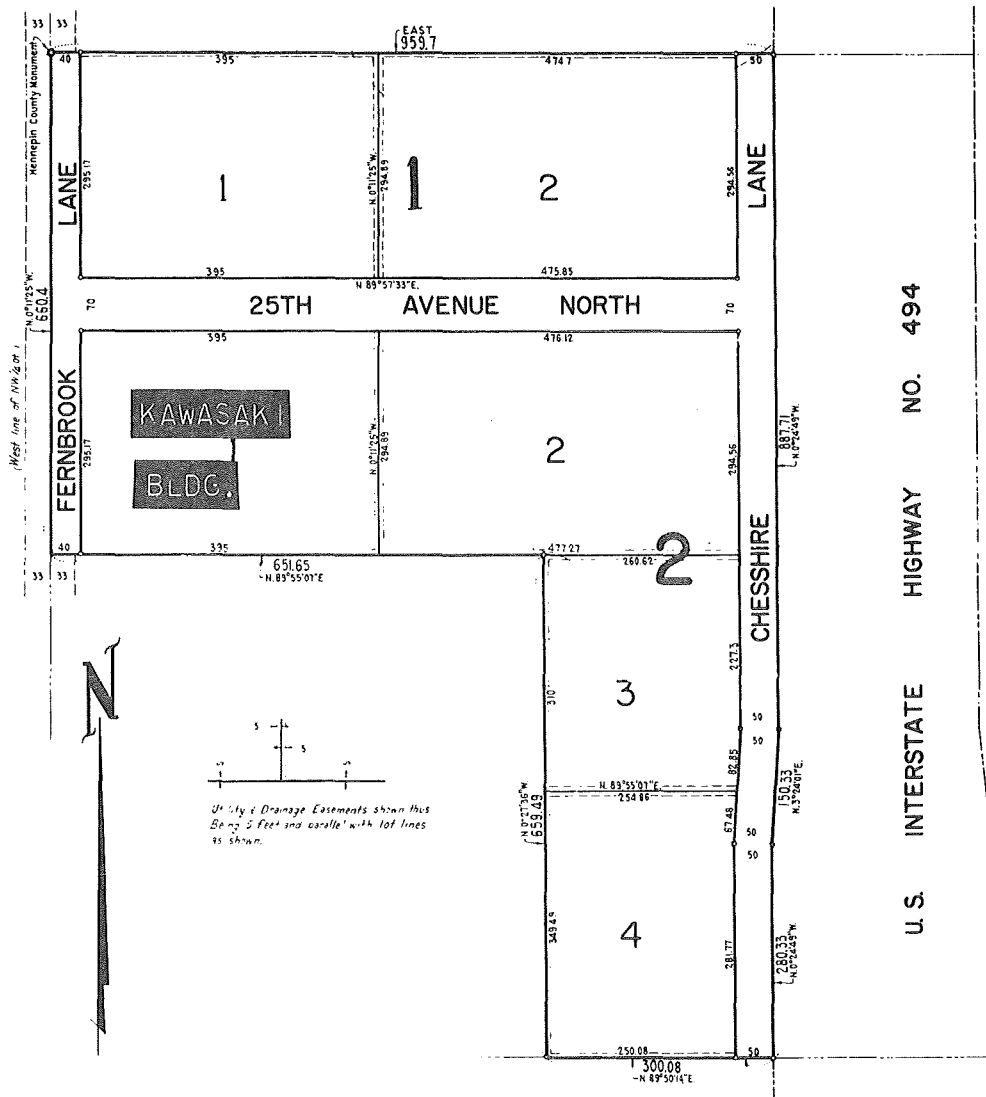 33 33
EAST
959.7
40 395 474.7 50
Hennepin County Monument
LANE
295.17
1
N.0°11'25"W.
294.89
1
2
294.56
LANE
395 475.85
N 89°57'33"E.
N.0°11'25"W.
660.4
70
25TH AVENUE NORTH
70
395 476.12
FERNBROOK
295.17
KAWASAKI
BLDG.
N.0°11'25"W.
294.89
2
294.56
887.71
N.0°24'49"W.
U.S. INTERSTATE HIGHWAY NO. 494
40 395 477.27
33 33
651.65
N.89°55'07"E
260.62
2
CHESSHIRE
227.3
N
310
3
50
50
5
5
5 5
82.85
150.33
N.3°24'01"E.
N. 89°55'07"E.
254.86
N 0°27'36"W.
659.49
Utility & Drainage Easements shown thus
Being 5 feet and parallel with lot lines
as shown.
67.48
50
50
349.49
4
281.77
280.33
N.0°24'49"W.
250.08 50
300.08
N 89°50'14"E.